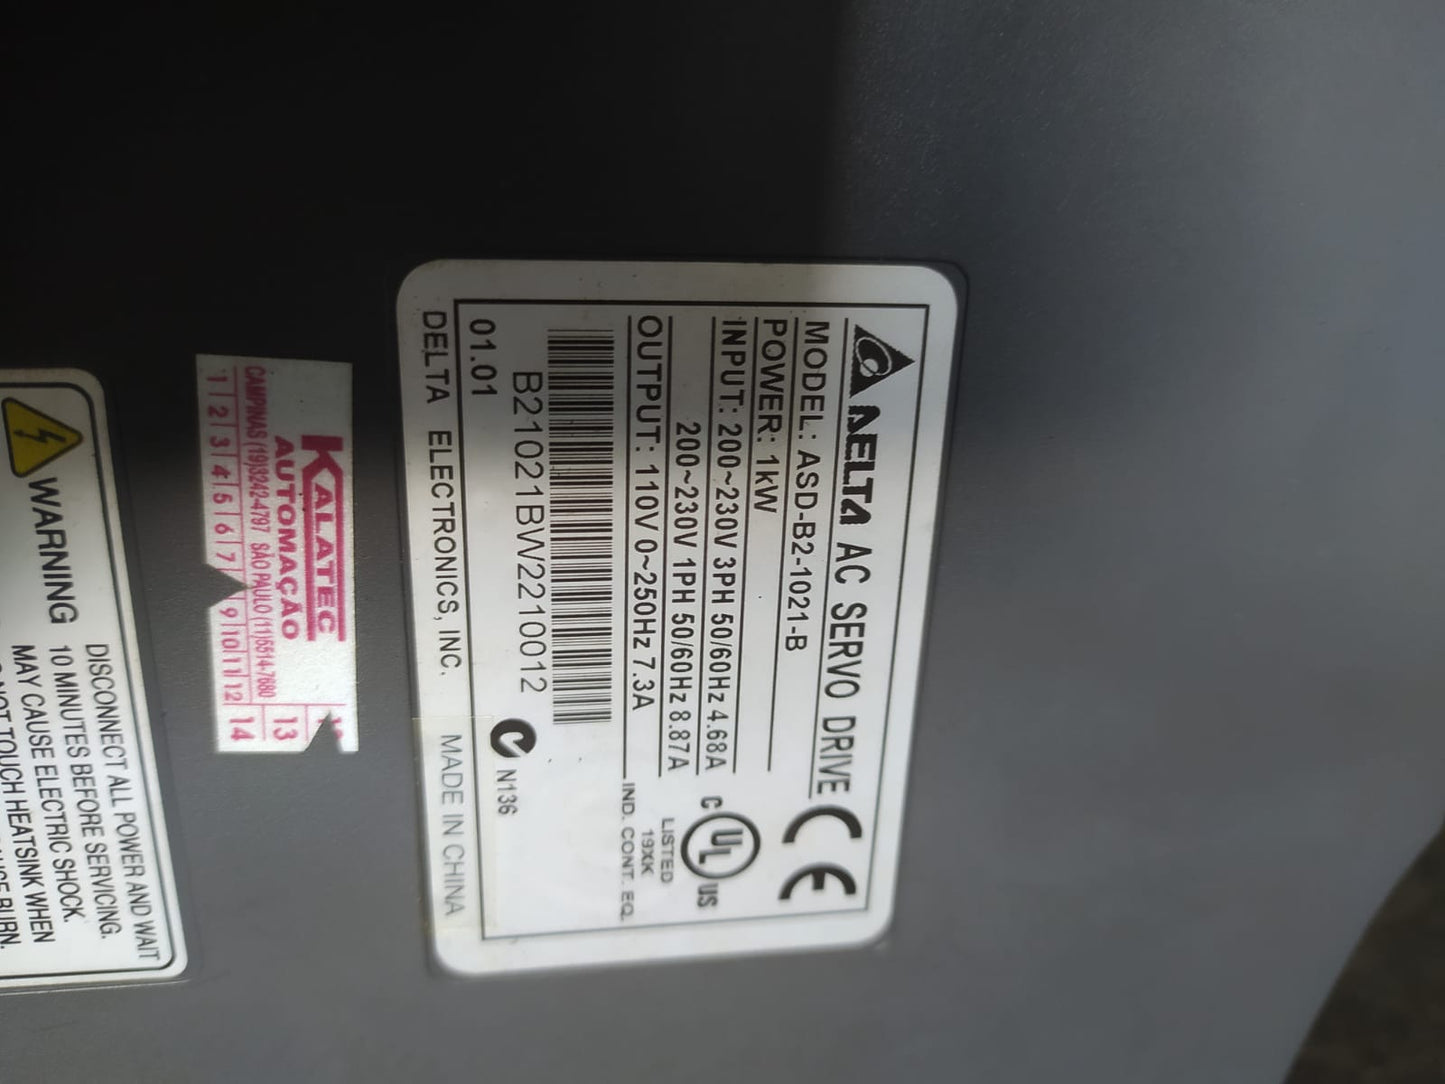 DELTA AC SERVO DRIVE
MODEL: ASD-B2-1021-B
POWER: 1kW
INPUT: 200~230V 3PH 50/60Hz 4.68A
200~230V 1PH 50/60Hz 8.87A
OUTPUT: 110V 0~250Hz 7.3A
C UL US
LISTED
19XK
IND. CONT. EQ.
B21021BW2210012
N136
01.01
DELTA ELECTRONICS, INC. MADE IN CHINA
KALATEC
AUTOMAÇÃO
CAMPINAS (19)3242-4797 SÃO PAULO (11)5514-7680
1 2 3 4 5 6 7 9 10 11 12
13
14
WARNING
DISCONNECT ALL POWER AND WAIT
10 MINUTES BEFORE SERVICING.
MAY CAUSE ELECTRIC SHOCK.
NOT TOUCH HEATSINK WHEN
BURN.